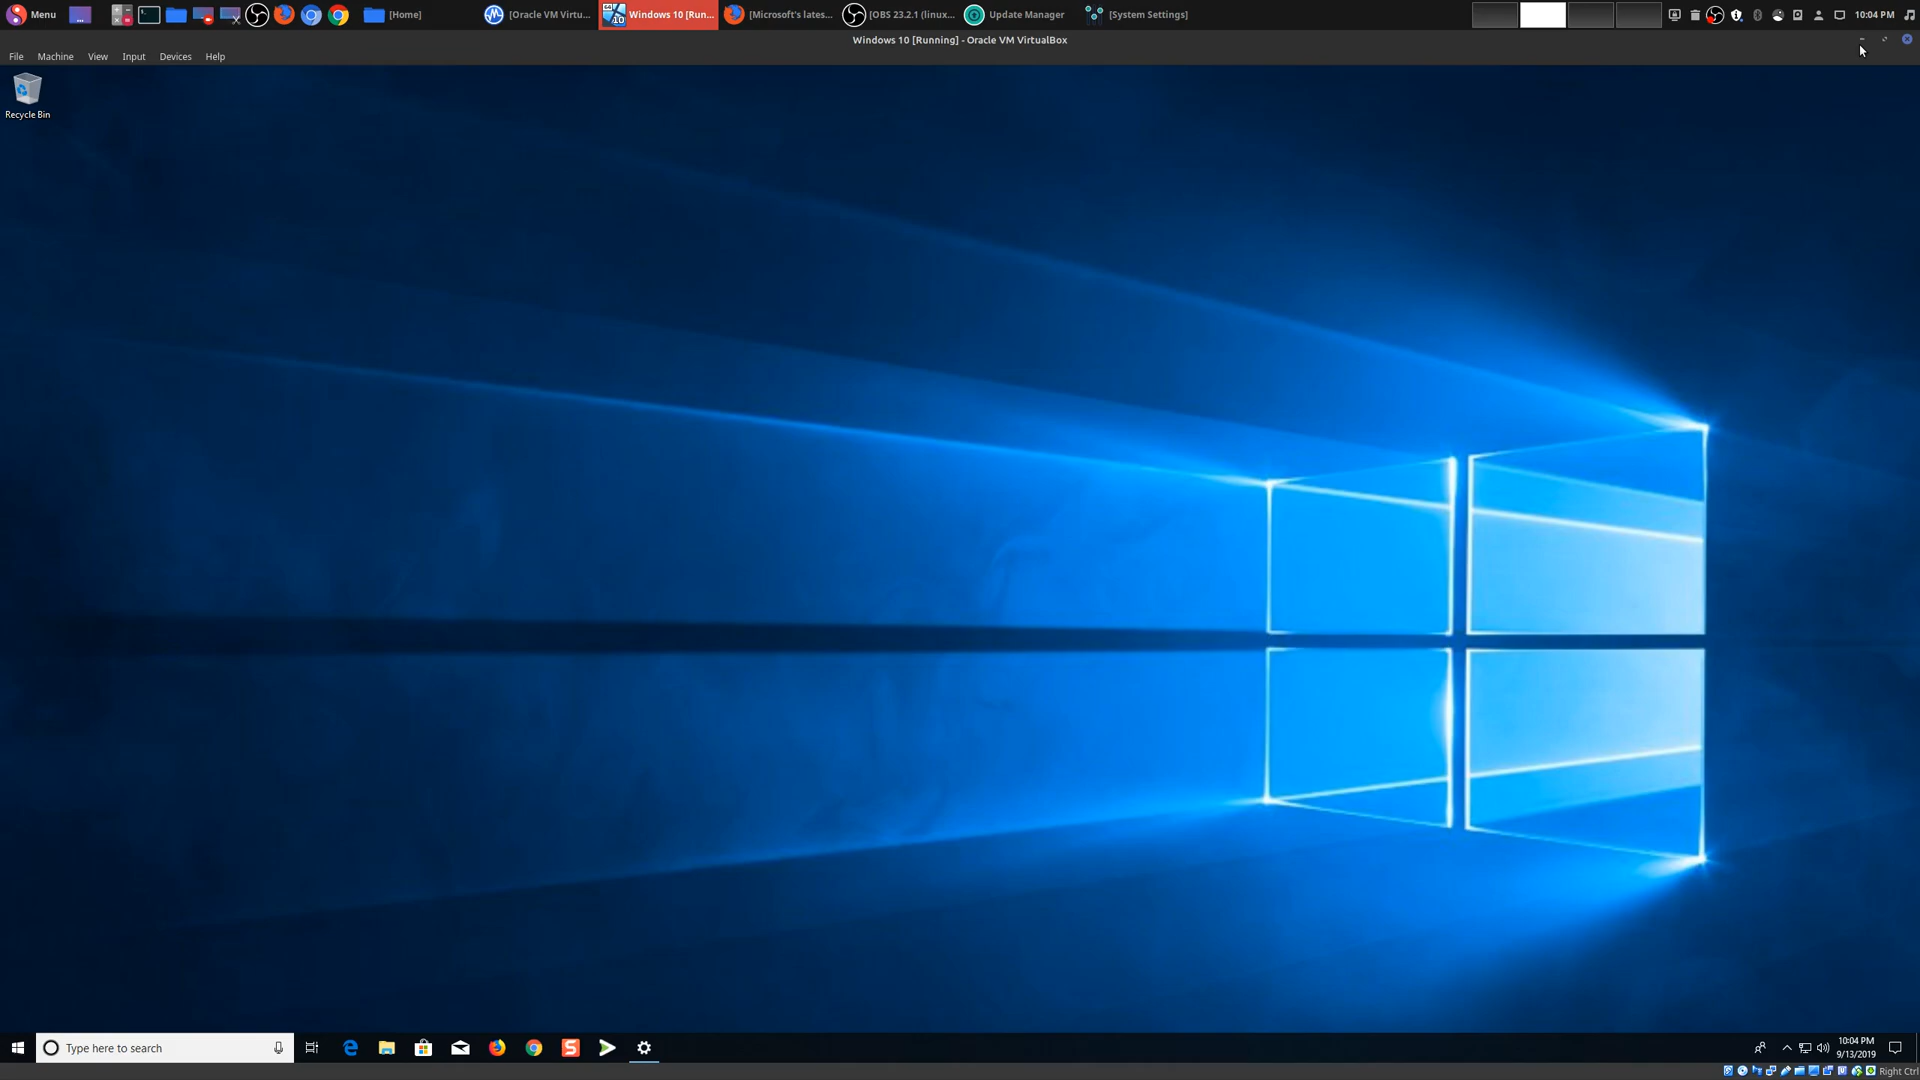 Menu
[Home]
[Oracle VM Virtu...
Windows 10 [Run...
[Microsoft's lates...
[OBS 23.2.1 (linux...
Update Manager
[System Settings]
10:04 PM
Windows 10 [Running] - Oracle VM VirtualBox
File Machine View Input Devices Help
Recycle Bin
Type here to search
10:04 PM
9/13/2019
Right Ctrl